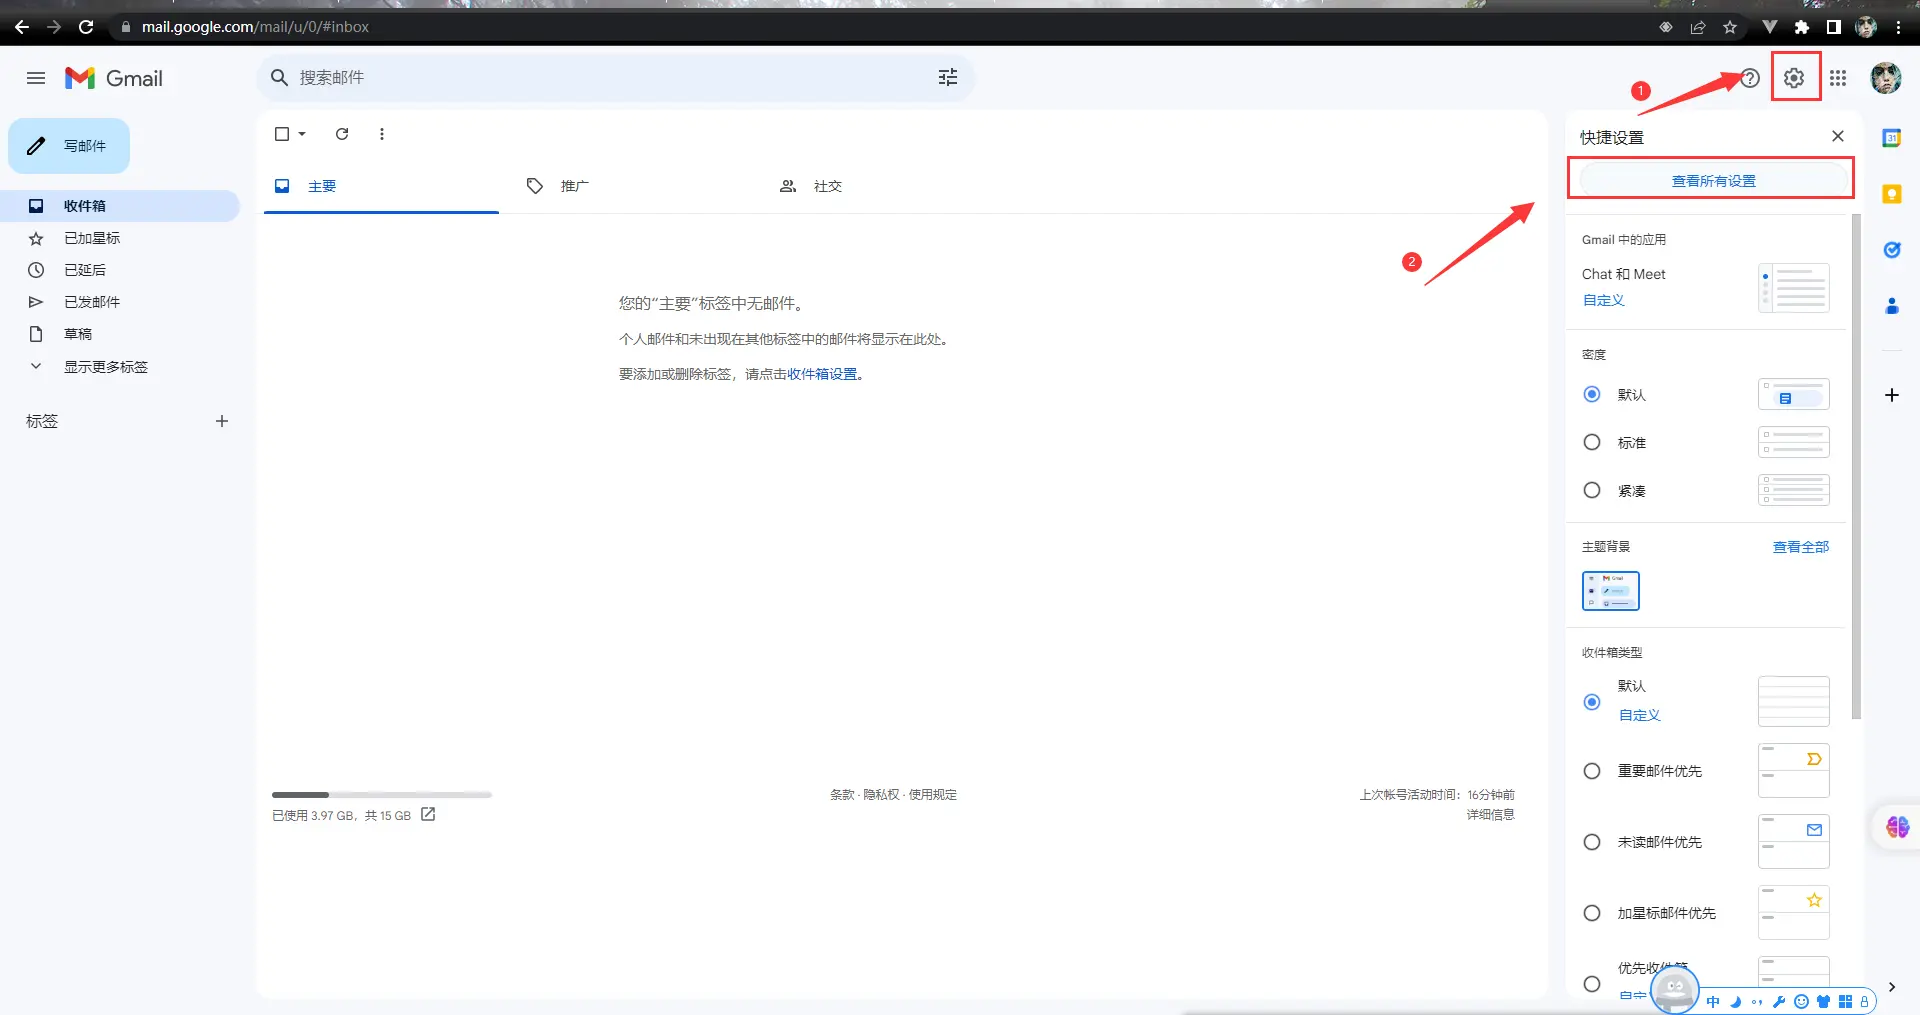 mail.google.com/mail/u/0/#inbox
Gmail
搜索邮件
1
写邮件
收件箱
已加星标
已延后
已发邮件
草稿
显示更多标签
标签
主要
推广
社交
您的“主要”标签中无邮件。
个人邮件和未出现在其他标签中的邮件将显示在此处。
要添加或删除标签，请点击收件箱设置。
2
已使用 3.97 GB，共 15 GB
条款 · 隐私权 · 使用规定
上次帐号活动时间：16分钟前
详细信息
快捷设置
查看所有设置
Gmail 中的应用
Chat 和 Meet
自定义
密度
默认
标准
紧凑
主题背景
查看全部
Gmail
收件箱类型
默认
自定义
重要邮件优先
未读邮件优先
加星标邮件优先
优先收件箱
31
中